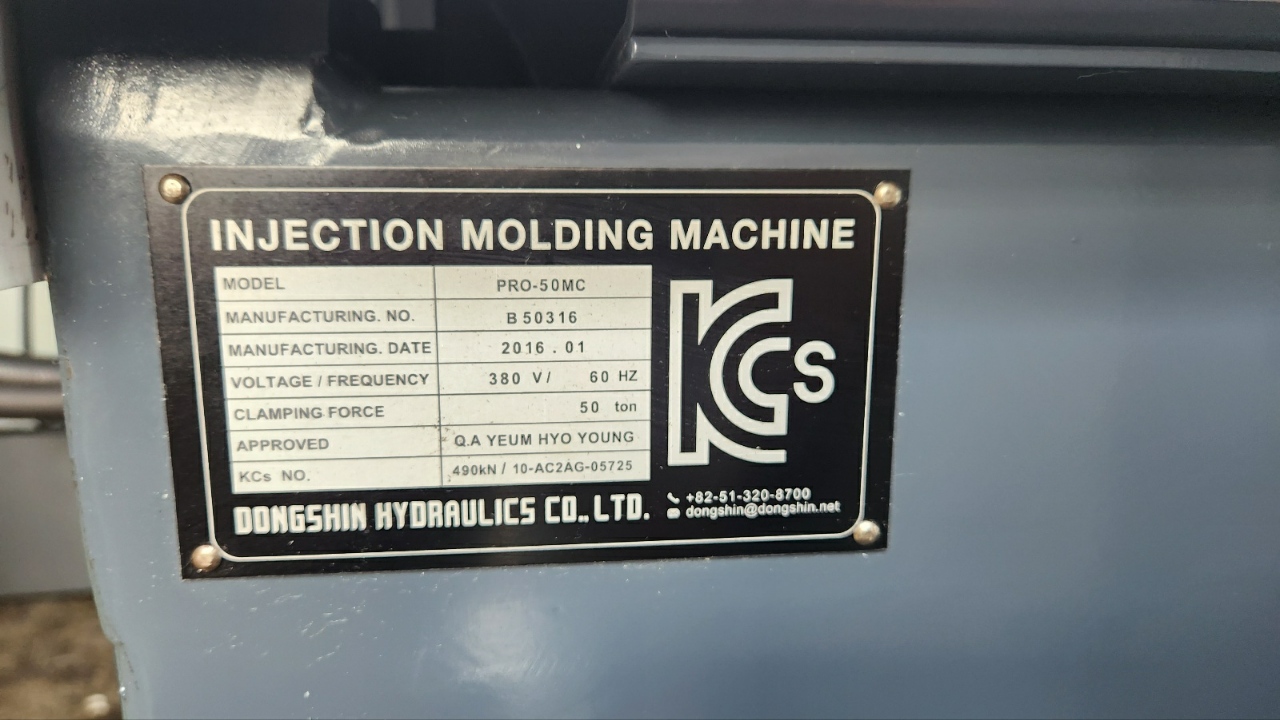 INJECTION MOLDING MACHINE
MODEL PRO-50MC
MANUFACTURING. NO. B50316
MANUFACTURING. DATE 2016 . 01
VOLTAGE / FREQUENCY 380 V / 60 HZ
CLAMPING FORCE 50 ton
APPROVED Q.A YEUM HYO YOUNG
KCs NO. 490kN / 10-AC2AG-05725
KCs
DONGSHIN HYDRAULICS CO., LTD.
+82-51-320-8700
dongshin@dongshin.net